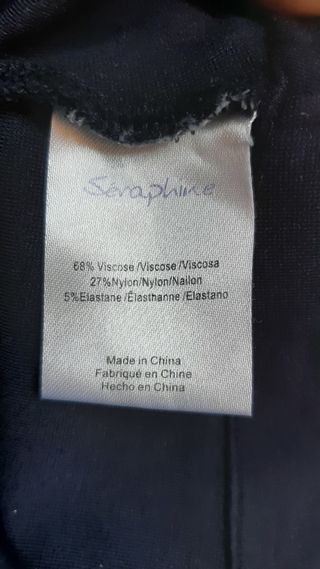 Séraphine
68% Viscose/Viscose/Viscosa
27%Nylon/Nylon/Nailon
5%Elastane/Élasthanne/Elastano
Made in China
Fabriqué en Chine
Hecho en China